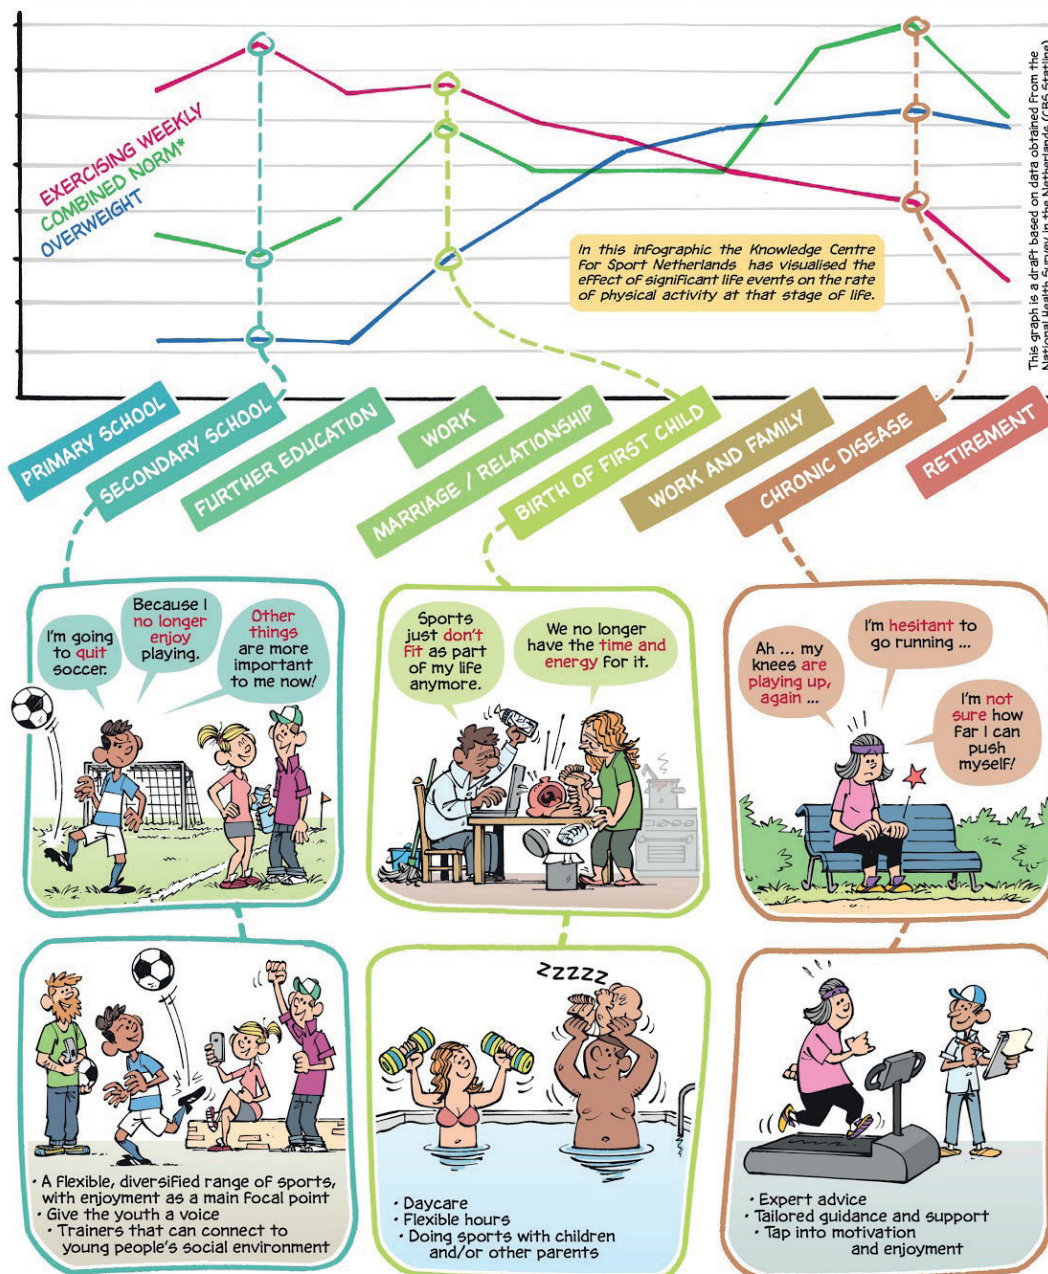 EXERCISING WEEKLY
COMBINED NORM*
OVERWEIGHT
In this infographic the Knowledge Centre
for Sport Netherlands has visualised the
effect of significant life events on the rate
of physical activity at that stage of life.
This graph is a draft based on data obtained from the
National Health Survey in the Netherlands (CBS Statline)
PRIMARY SCHOOL
SECONDARY SCHOOL
FURTHER EDUCATION
WORK
MARRIAGE / RELATIONSHIP
BIRTH OF FIRST CHILD
WORK AND FAMILY
CHRONIC DISEASE
RETIREMENT
I'm going
to quit
soccer.
Because I
no longer
enjoy
playing.
Other
things
are more
important
to me now!
Sports
just don't
fit as part
of my life
anymore.
We no longer
have the time and
energy for it.
Ah ... my
knees are
playing up,
again ...
I'm hesitant to
go running ...
I'm not
sure how
far I can
push
myself!
· A flexible, diversified range of sports,
with enjoyment as a main focal point
· Give the youth a voice
· Trainers that can connect to
young people's social environment
ZZZZZ
· Daycare
· Flexible hours
· Doing sports with children
and/or other parents
· Expert advice
· Tailored guidance and support
· Tap into motivation
and enjoyment